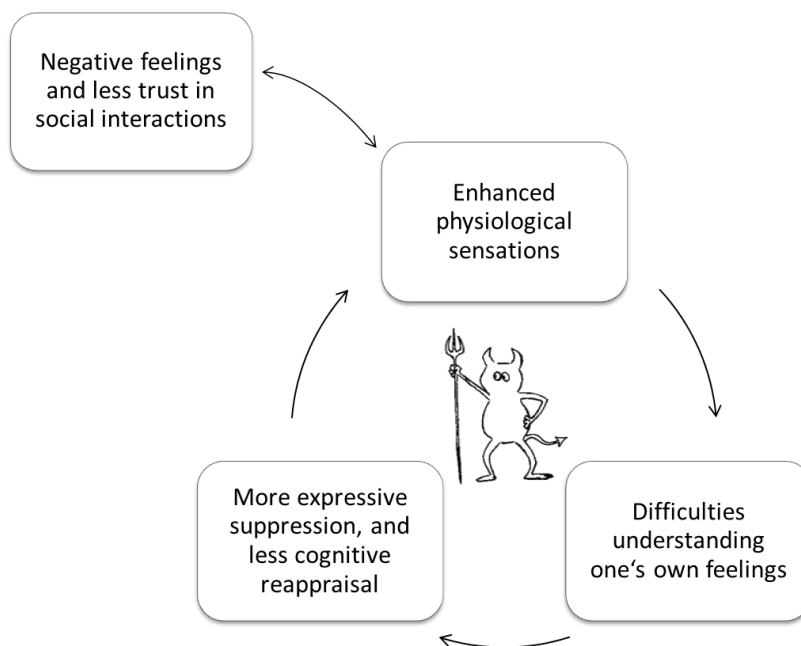 Negative feelings
and less trust in
social interactions
Enhanced
physiological
sensations
More expressive
suppression, and
less cognitive
reappraisal
Difficulties
understanding
one‘s own feelings